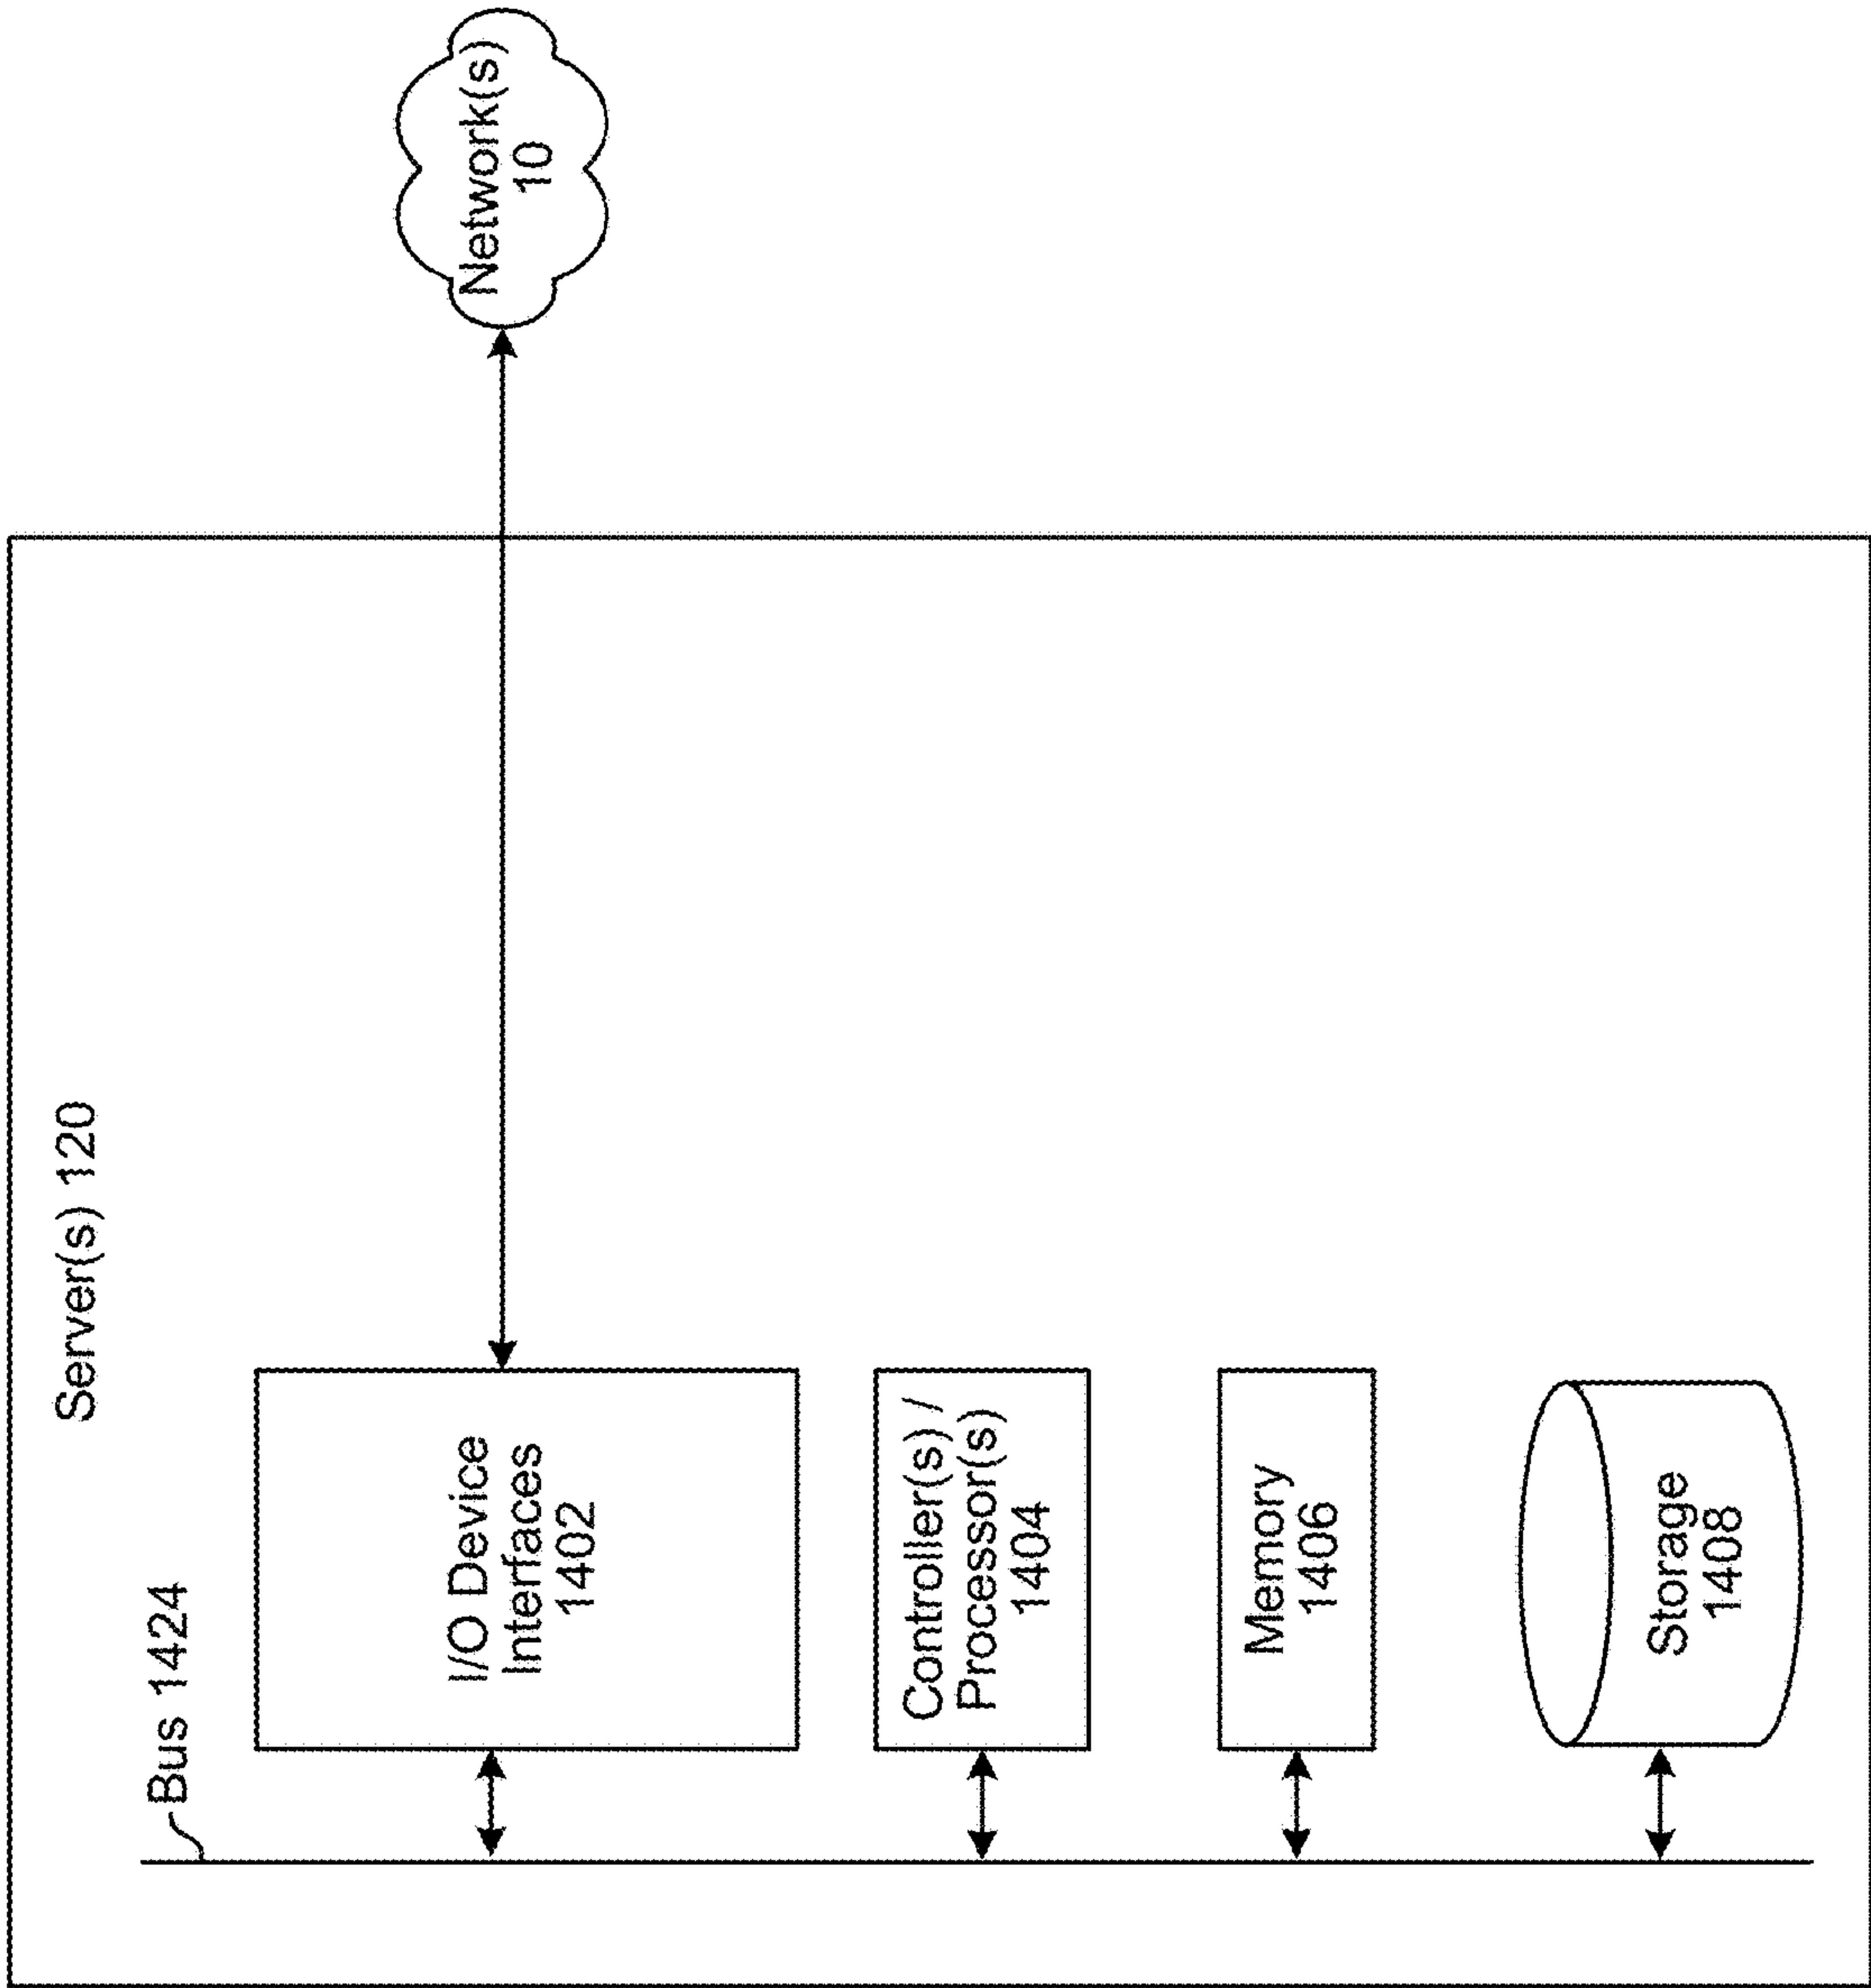 Server(s) 120
Bus 1424
I/O Device
Interfaces
1402
Network(s)
10
Controller(s) /
Processor(s)
1404
Memory
1406
Storage
1408